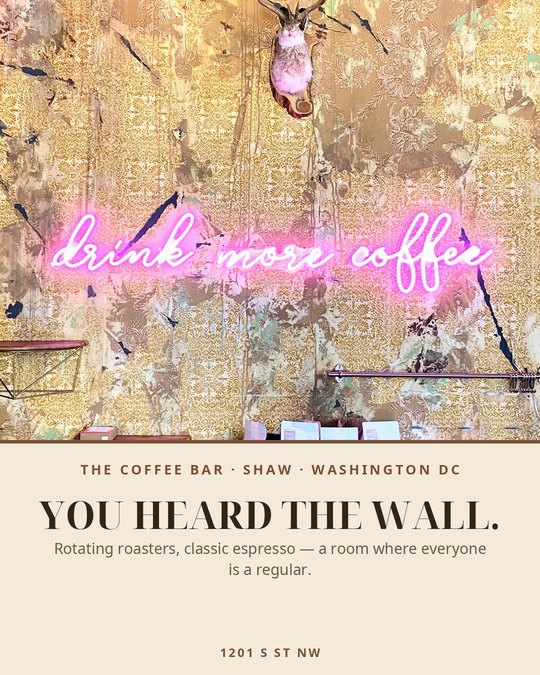 drink more coffee
THE COFFEE BAR · SHAW · WASHINGTON DC
YOU HEARD THE WALL.
Rotating roasters, classic espresso — a room where everyone
is a regular.
1201 S ST NW